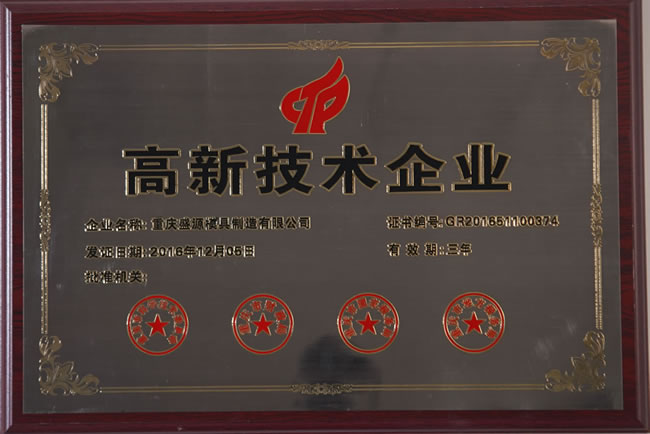 高新技术企业
企业名称:重庆盛源模具制造有限公司
证书编号:GR201651100374
发证日期:2016年12月05日
有效期:三年
批准机关: